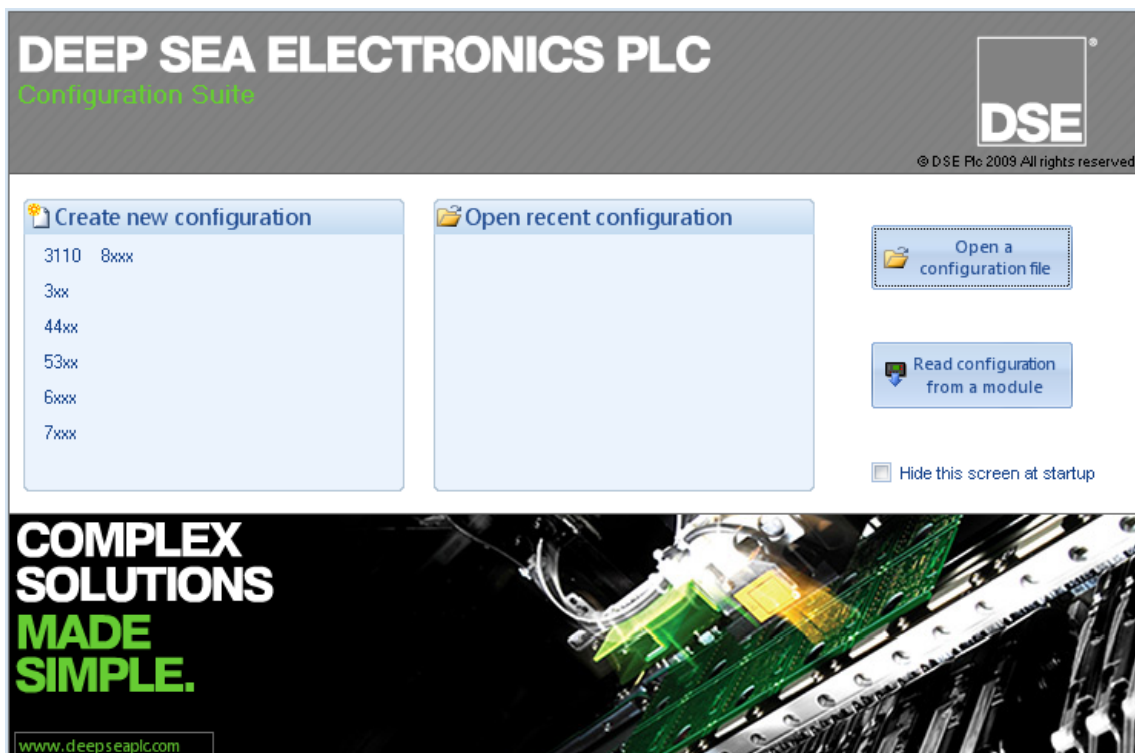 DEEP SEA ELECTRONICS PLC
Configuration Suite
DSE
®
© DSE Plc 2009 All rights reserved
Create new configuration
3110 8xxx
3xx
44xx
53xx
6xxx
7xxx
Open recent configuration
Open a
configuration file
Read configuration
from a module
Hide this screen at startup
COMPLEX
SOLUTIONS
MADE
SIMPLE.
www.deepseaplc.com